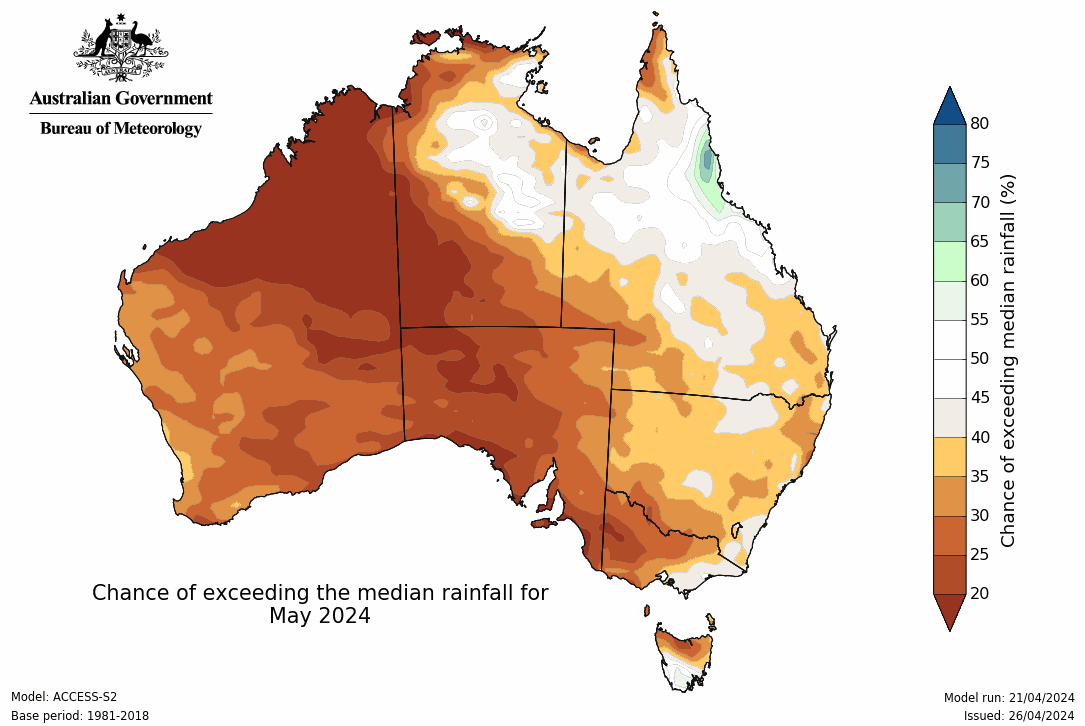 Australian Government
Bureau of Meteorology
80
75
70
65
60
55
50
45
40
35
30
25
20
Chance of exceeding median rainfall (%)
Chance of exceeding the median rainfall for
May 2024
Model: ACCESS-S2
Base period: 1981-2018
Model run: 21/04/2024
Issued: 26/04/2024